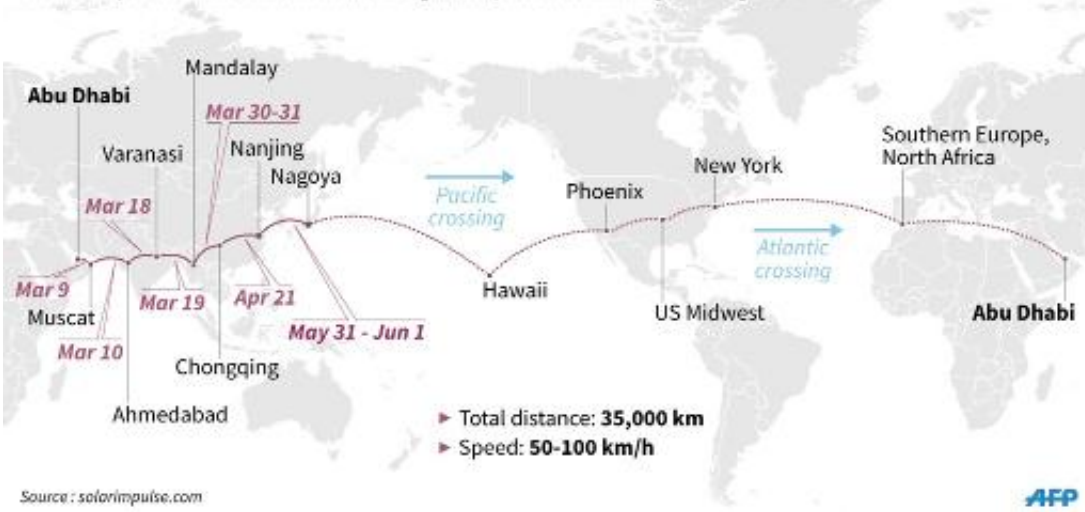 Mandalay
Abu Dhabi
Mar 30-31
Varanasi
Nanjing
Nagoya
Mar 18
Pacific
crossing
Phoenix
New York
Southern Europe,
North Africa
Atlantic
crossing
Mar 9
Muscat
Mar 10
Mar 19
Apr 21
May 31 - Jun 1
Hawaii
US Midwest
Abu Dhabi
Chongqing
Ahmedabad
► Total distance: 35,000 km
► Speed: 50-100 km/h
Source : solarimpulse.com
AFP